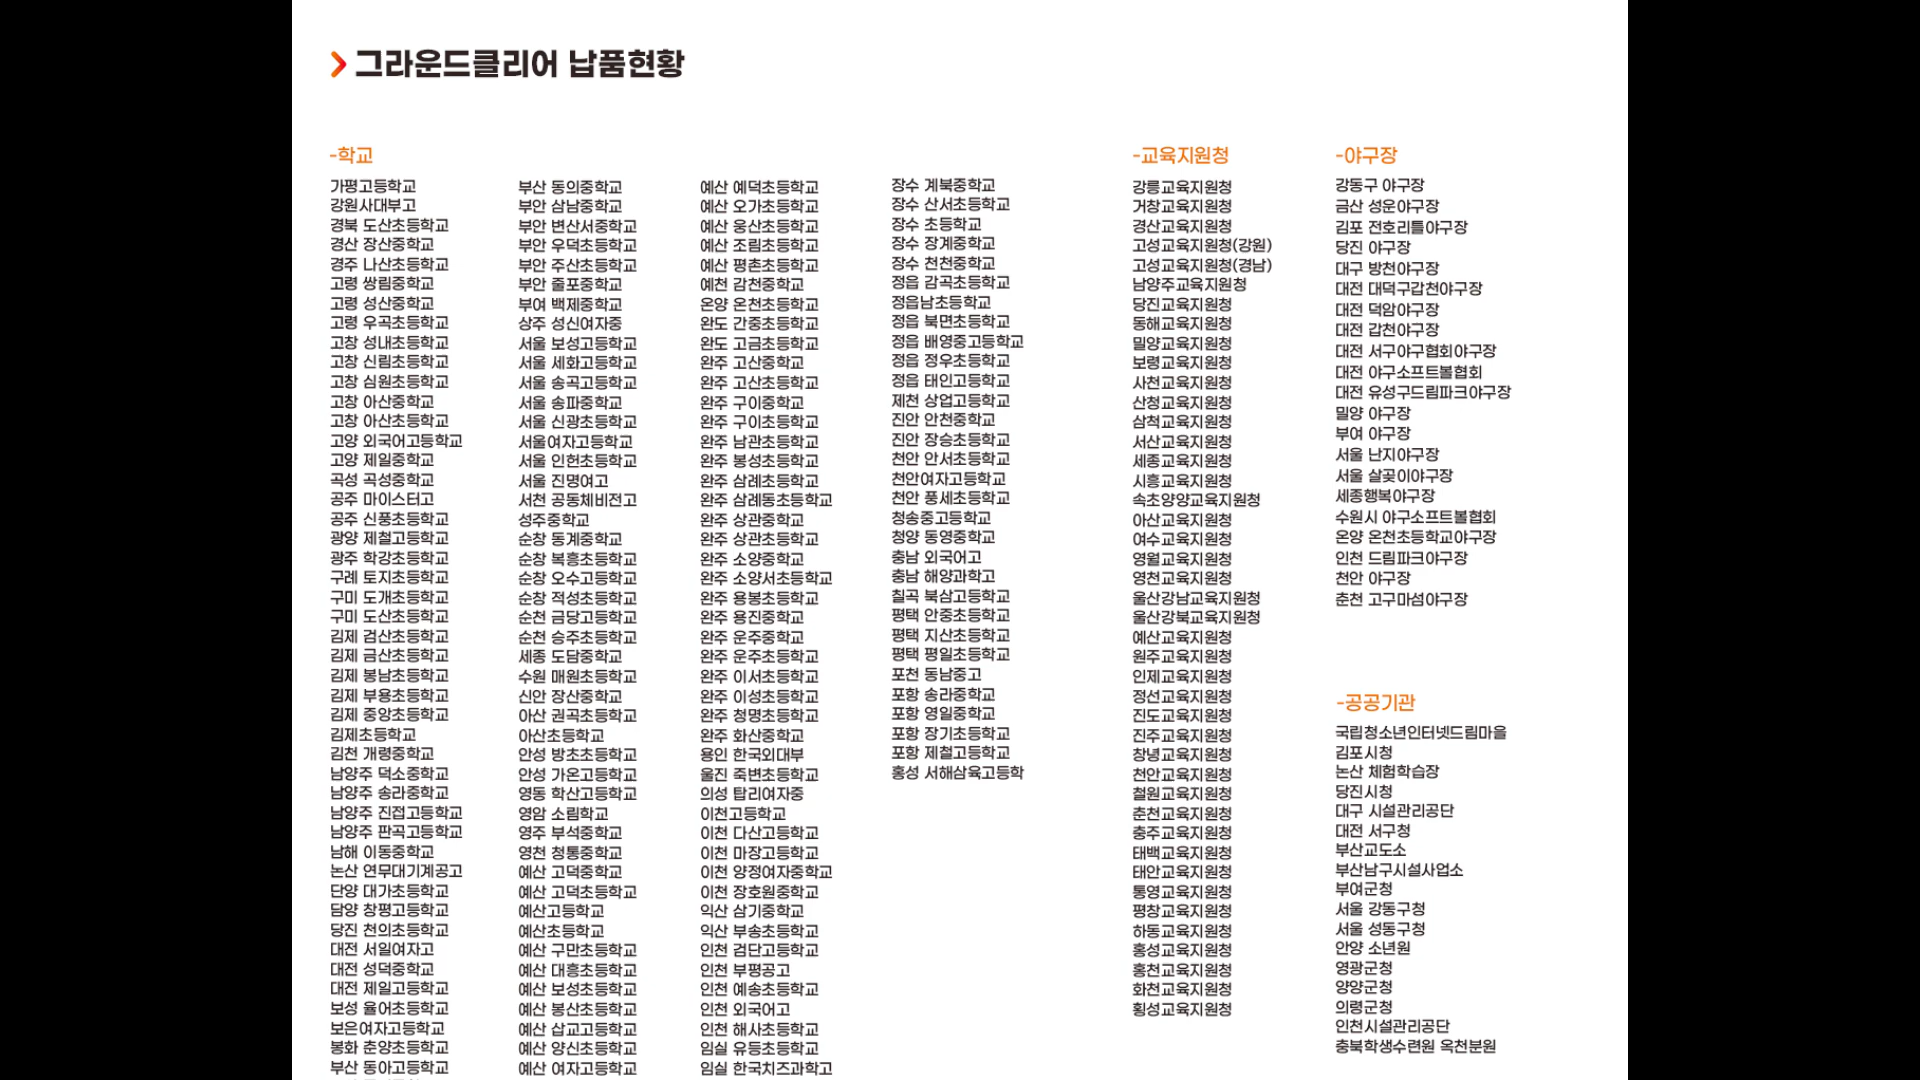 그라운드클리어 납품현황
-학교
가평고등학교
강원사대부고
경북 도산초등학교
경산 장산중학교
경주 나산초등학교
고령 쌍림중학교
고령 성산중학교
고령 우곡초등학교
고창 성내초등학교
고창 신림초등학교
고창 심원초등학교
고창 아산중학교
고창 아산초등학교
고양 외국어고등학교
고양 제일중학교
곡성 곡성중학교
공주 마이스터고
공주 신풍초등학교
광양 제철고등학교
광주 학강초등학교
구례 토지초등학교
구미 도개초등학교
구미 도산초등학교
김제 검산초등학교
김제 금산초등학교
김제 봉남초등학교
김제 부용초등학교
김제 중앙초등학교
김제초등학교
김천 개령중학교
남양주 덕소중학교
남양주 송라중학교
남양주 진접고등학교
남양주 판곡고등학교
남해 이동중학교
논산 연무대기계공고
단양 대가초등학교
담양 창평고등학교
당진 천의초등학교
대전 서일여자고
대전 성덕중학교
대전 제일고등학교
보성 율어초등학교
보은여자고등학교
봉화 춘양초등학교
부산 동아고등학교
부산 동의중학교
부안 삼남중학교
부안 변산서중학교
부안 우덕초등학교
부안 주산초등학교
부안 줄포중학교
부여 백제중학교
상주 성신여자중
서울 보성고등학교
서울 세화고등학교
서울 송곡고등학교
서울 송파중학교
서울 신광초등학교
서울여자고등학교
서울 인헌초등학교
서울 진명여고
서천 공동체비전고
성주중학교
순창 동계중학교
순창 복흥초등학교
순창 오수고등학교
순창 적성초등학교
순천 금당고등학교
순천 승주초등학교
세종 도담중학교
수원 매원초등학교
신안 장산중학교
아산 권곡초등학교
아산초등학교
안성 방초초등학교
안성 가온고등학교
영동 학산고등학교
영암 소림학교
영주 부석중학교
영천 청통중학교
예산 고덕중학교
예산 고덕초등학교
예산고등학교
예산초등학교
예산 구만초등학교
예산 대흥초등학교
예산 보성초등학교
예산 봉산초등학교
예산 삽교고등학교
예산 양신초등학교
예산 여자고등학교
예산 예덕초등학교
예산 오가초등학교
예산 웅산초등학교
예산 조림초등학교
예산 평촌초등학교
예천 감천중학교
온양 온천초등학교
완도 간중초등학교
완도 고금초등학교
완주 고산중학교
완주 고산초등학교
완주 구이중학교
완주 구이초등학교
완주 남관초등학교
완주 봉성초등학교
완주 삼례초등학교
완주 삼례동초등학교
완주 상관중학교
완주 상관초등학교
완주 소양중학교
완주 소양서초등학교
완주 용봉초등학교
완주 용진중학교
완주 운주중학교
완주 운주초등학교
완주 이서초등학교
완주 이성초등학교
완주 청명초등학교
완주 화산중학교
용인 한국외대부
울진 죽변초등학교
의성 탑리여자중
이천고등학교
이천 다산고등학교
이천 마장고등학교
이천 양정여자중학교
이천 장호원중학교
익산 삼기중학교
익산 부송초등학교
인천 검단고등학교
인천 부평공고
인천 예송초등학교
인천 외국어고
인천 해사초등학교
임실 유등초등학교
임실 한국치즈과학고
장수 계북중학교
장수 산서초등학교
장수 초등학교
장수 장계중학교
장수 천천중학교
정읍 감곡초등학교
정읍남초등학교
정읍 북면초등학교
정읍 배영중고등학교
정읍 정우초등학교
정읍 태인고등학교
제천 상업고등학교
진안 안천중학교
진안 장승초등학교
천안 안서초등학교
천안여자고등학교
천안 풍세초등학교
청송중고등학교
청양 동영중학교
충남 외국어고
충남 해양과학고
칠곡 북삼고등학교
평택 안중초등학교
평택 지산초등학교
평택 평일초등학교
포천 동남중고
포항 송라중학교
포항 영일중학교
포항 장기초등학교
포항 제철고등학교
홍성 서해삼육고등학
-교육지원청
강릉교육지원청
거창교육지원청
경산교육지원청
고성교육지원청(강원)
고성교육지원청(경남)
남양주교육지원청
당진교육지원청
동해교육지원청
밀양교육지원청
보령교육지원청
사천교육지원청
산청교육지원청
삼척교육지원청
서산교육지원청
세종교육지원청
시흥교육지원청
속초양양교육지원청
아산교육지원청
여수교육지원청
영월교육지원청
영천교육지원청
울산강남교육지원청
울산강북교육지원청
예산교육지원청
원주교육지원청
인제교육지원청
정선교육지원청
진도교육지원청
진주교육지원청
창녕교육지원청
천안교육지원청
철원교육지원청
춘천교육지원청
충주교육지원청
태백교육지원청
태안교육지원청
통영교육지원청
평창교육지원청
하동교육지원청
홍성교육지원청
홍천교육지원청
화천교육지원청
횡성교육지원청
-야구장
강동구 야구장
금산 성운야구장
김포 전호리틀야구장
당진 야구장
대구 방천야구장
대전 대덕구갑천야구장
대전 덕암야구장
대전 갑천야구장
대전 서구야구협회야구장
대전 야구소프트볼협회
대전 유성구드림파크야구장
밀양 야구장
부여 야구장
서울 난지야구장
서울 살곶이야구장
세종행복야구장
수원시 야구소프트볼협회
온양 온천초등학교야구장
인천 드림파크야구장
천안 야구장
춘천 고구마섬야구장
-공공기관
국립청소년인터넷드림마을
김포시청
논산 체험학습장
당진시청
대구 시설관리공단
대전 서구청
부산교도소
부산남구시설사업소
부여군청
서울 강동구청
서울 성동구청
안양 소년원
영광군청
양양군청
의령군청
인천시설관리공단
충북학생수련원 옥천분원